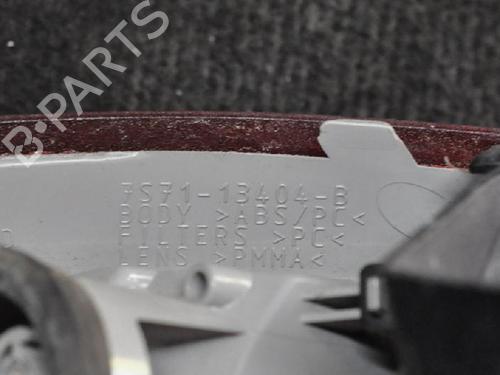 B-PARTS
7S71-13404-B
BODY >ABS/PC<
FILTERS >PC<
LENS >PMMA<